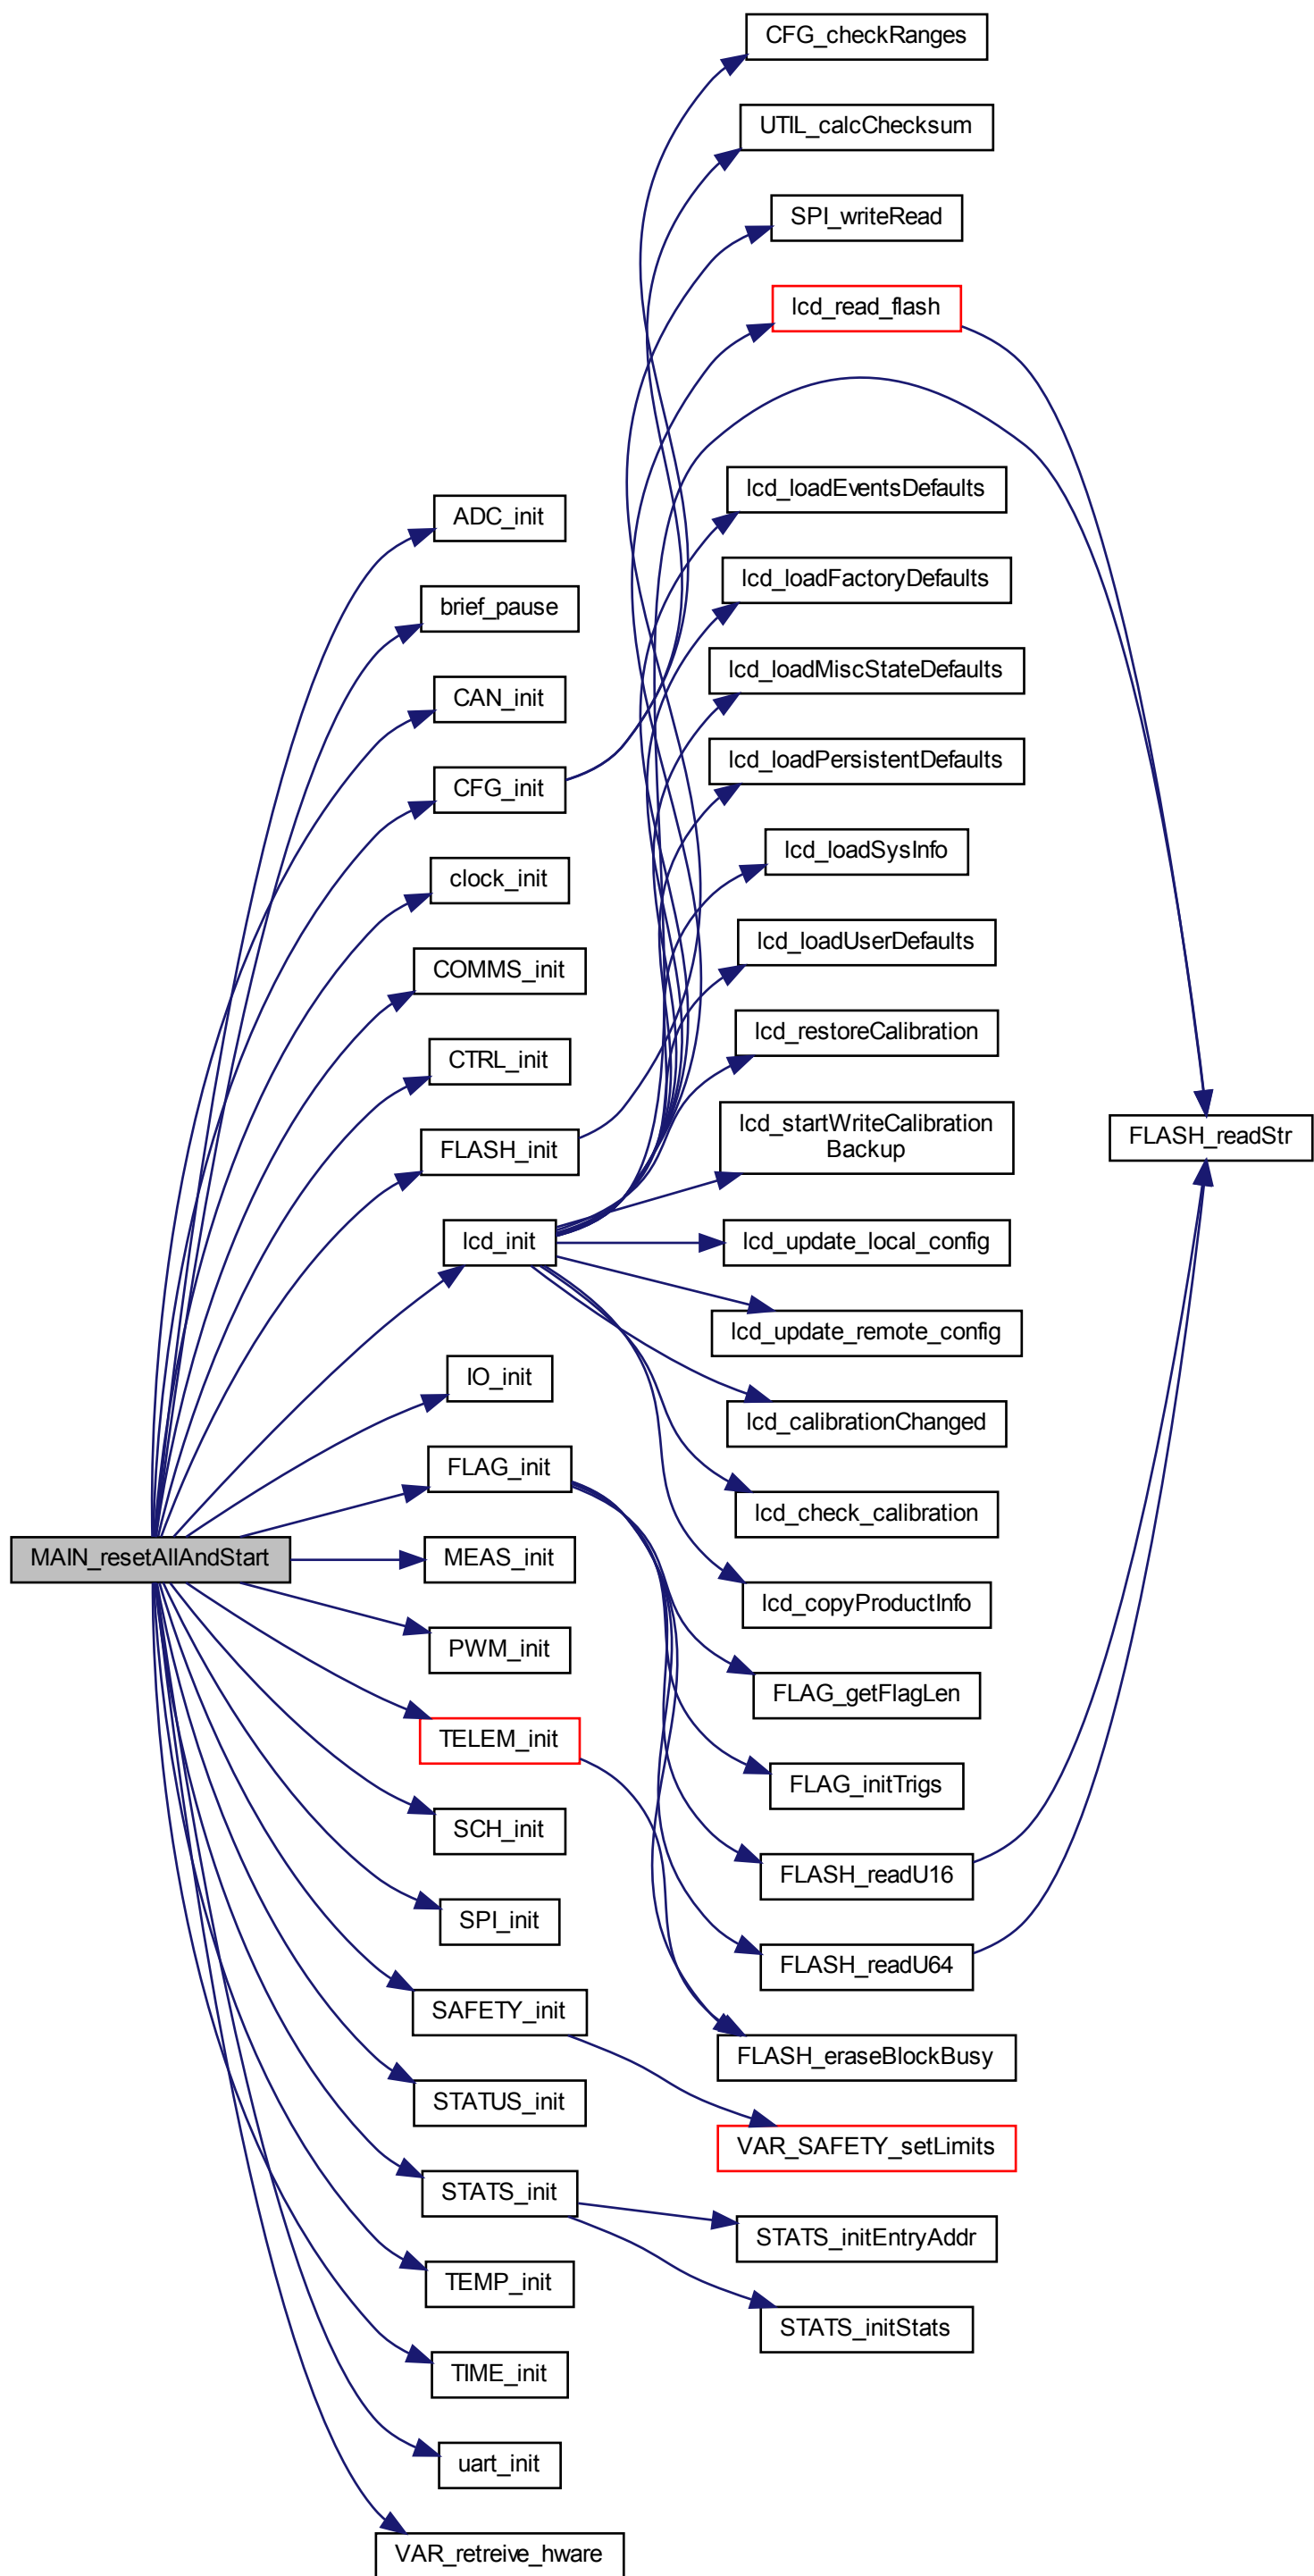 CFG_checkRanges
UTIL_calcChecksum
SPI_writeRead
lcd_read_flash
lcd_loadEventsDefaults
ADC_init
lcd_loadFactoryDefaults
brief_pause
lcd_loadMiscStateDefaults
CAN_init
lcd_loadPersistentDefaults
CFG_init
lcd_loadSysInfo
clock_init
lcd_loadUserDefaults
COMMS_init
lcd_restoreCalibration
CTRL_init
lcd_startWriteCalibration
Backup
FLASH_readStr
FLASH_init
lcd_update_local_config
lcd_init
lcd_update_remote_config
IO_init
lcd_calibrationChanged
FLAG_init
lcd_check_calibration
MAIN_resetAllAndStart
MEAS_init
lcd_copyProductInfo
PWM_init
FLAG_getFlagLen
TELEM_init
FLAG_initTrigs
SCH_init
FLASH_readU16
SPI_init
FLASH_readU64
SAFETY_init
FLASH_eraseBlockBusy
STATUS_init
VAR_SAFETY_setLimits
STATS_init
STATS_initEntryAddr
TEMP_init
STATS_initStats
TIME_init
uart_init
VAR_retreive_hware